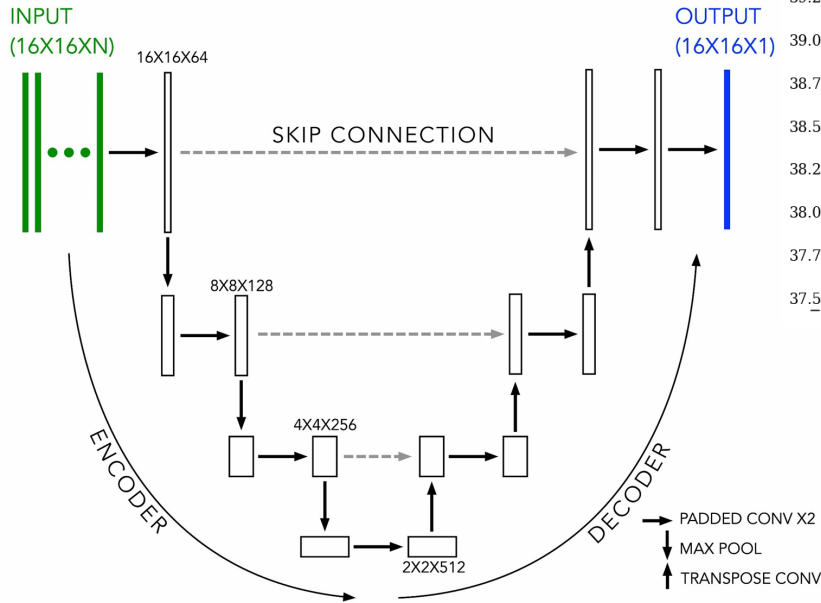 INPUT
(16X16XN)
16X16X64
SKIP CONNECTION
OUTPUT
(16X16X1)
39.0
38.7
38.5
38.2
38.0
37.7
37.5
8X8X128
4X4X256
2X2X512
ENCODER
DECODER
PADDED CONV X2
MAX POOL
TRANSPOSE CONV